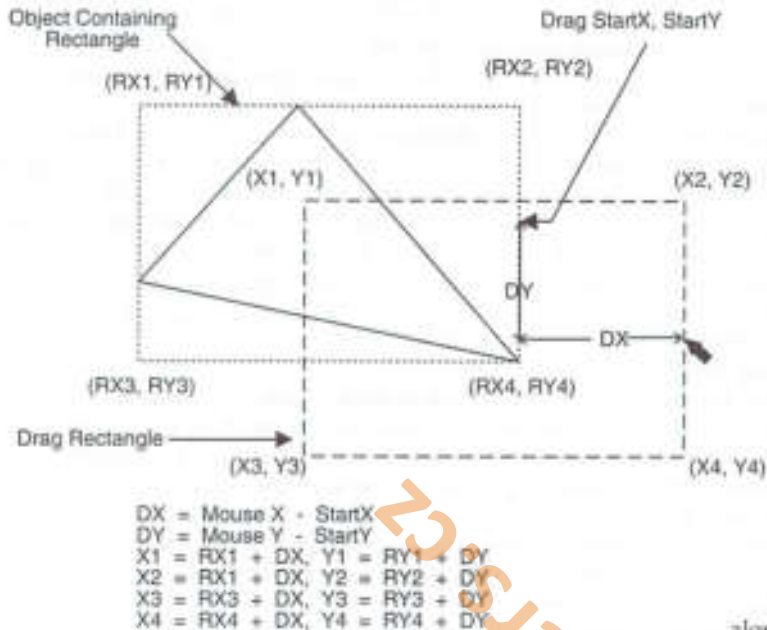 Object Containing
Rectangle
Drag StartX, StartY
(RX1, RY1)
(RX2, RY2)
(X1, Y1)
(X2, Y2)
DY
DX
(RX3, RY3)
(RX4, RY4)
Drag Rectangle
(X3, Y3)
(X4, Y4)
DX = Mouse X - StartX
DY = Mouse Y - StartY
X1 = RX1 + DX, Y1 = RY1 + DY
X2 = RX1 + DX, Y2 = RY2 + DY
X3 = RX3 + DX, Y3 = RY3 + DY
X4 = RX4 + DX, Y4 = RY4 + DY